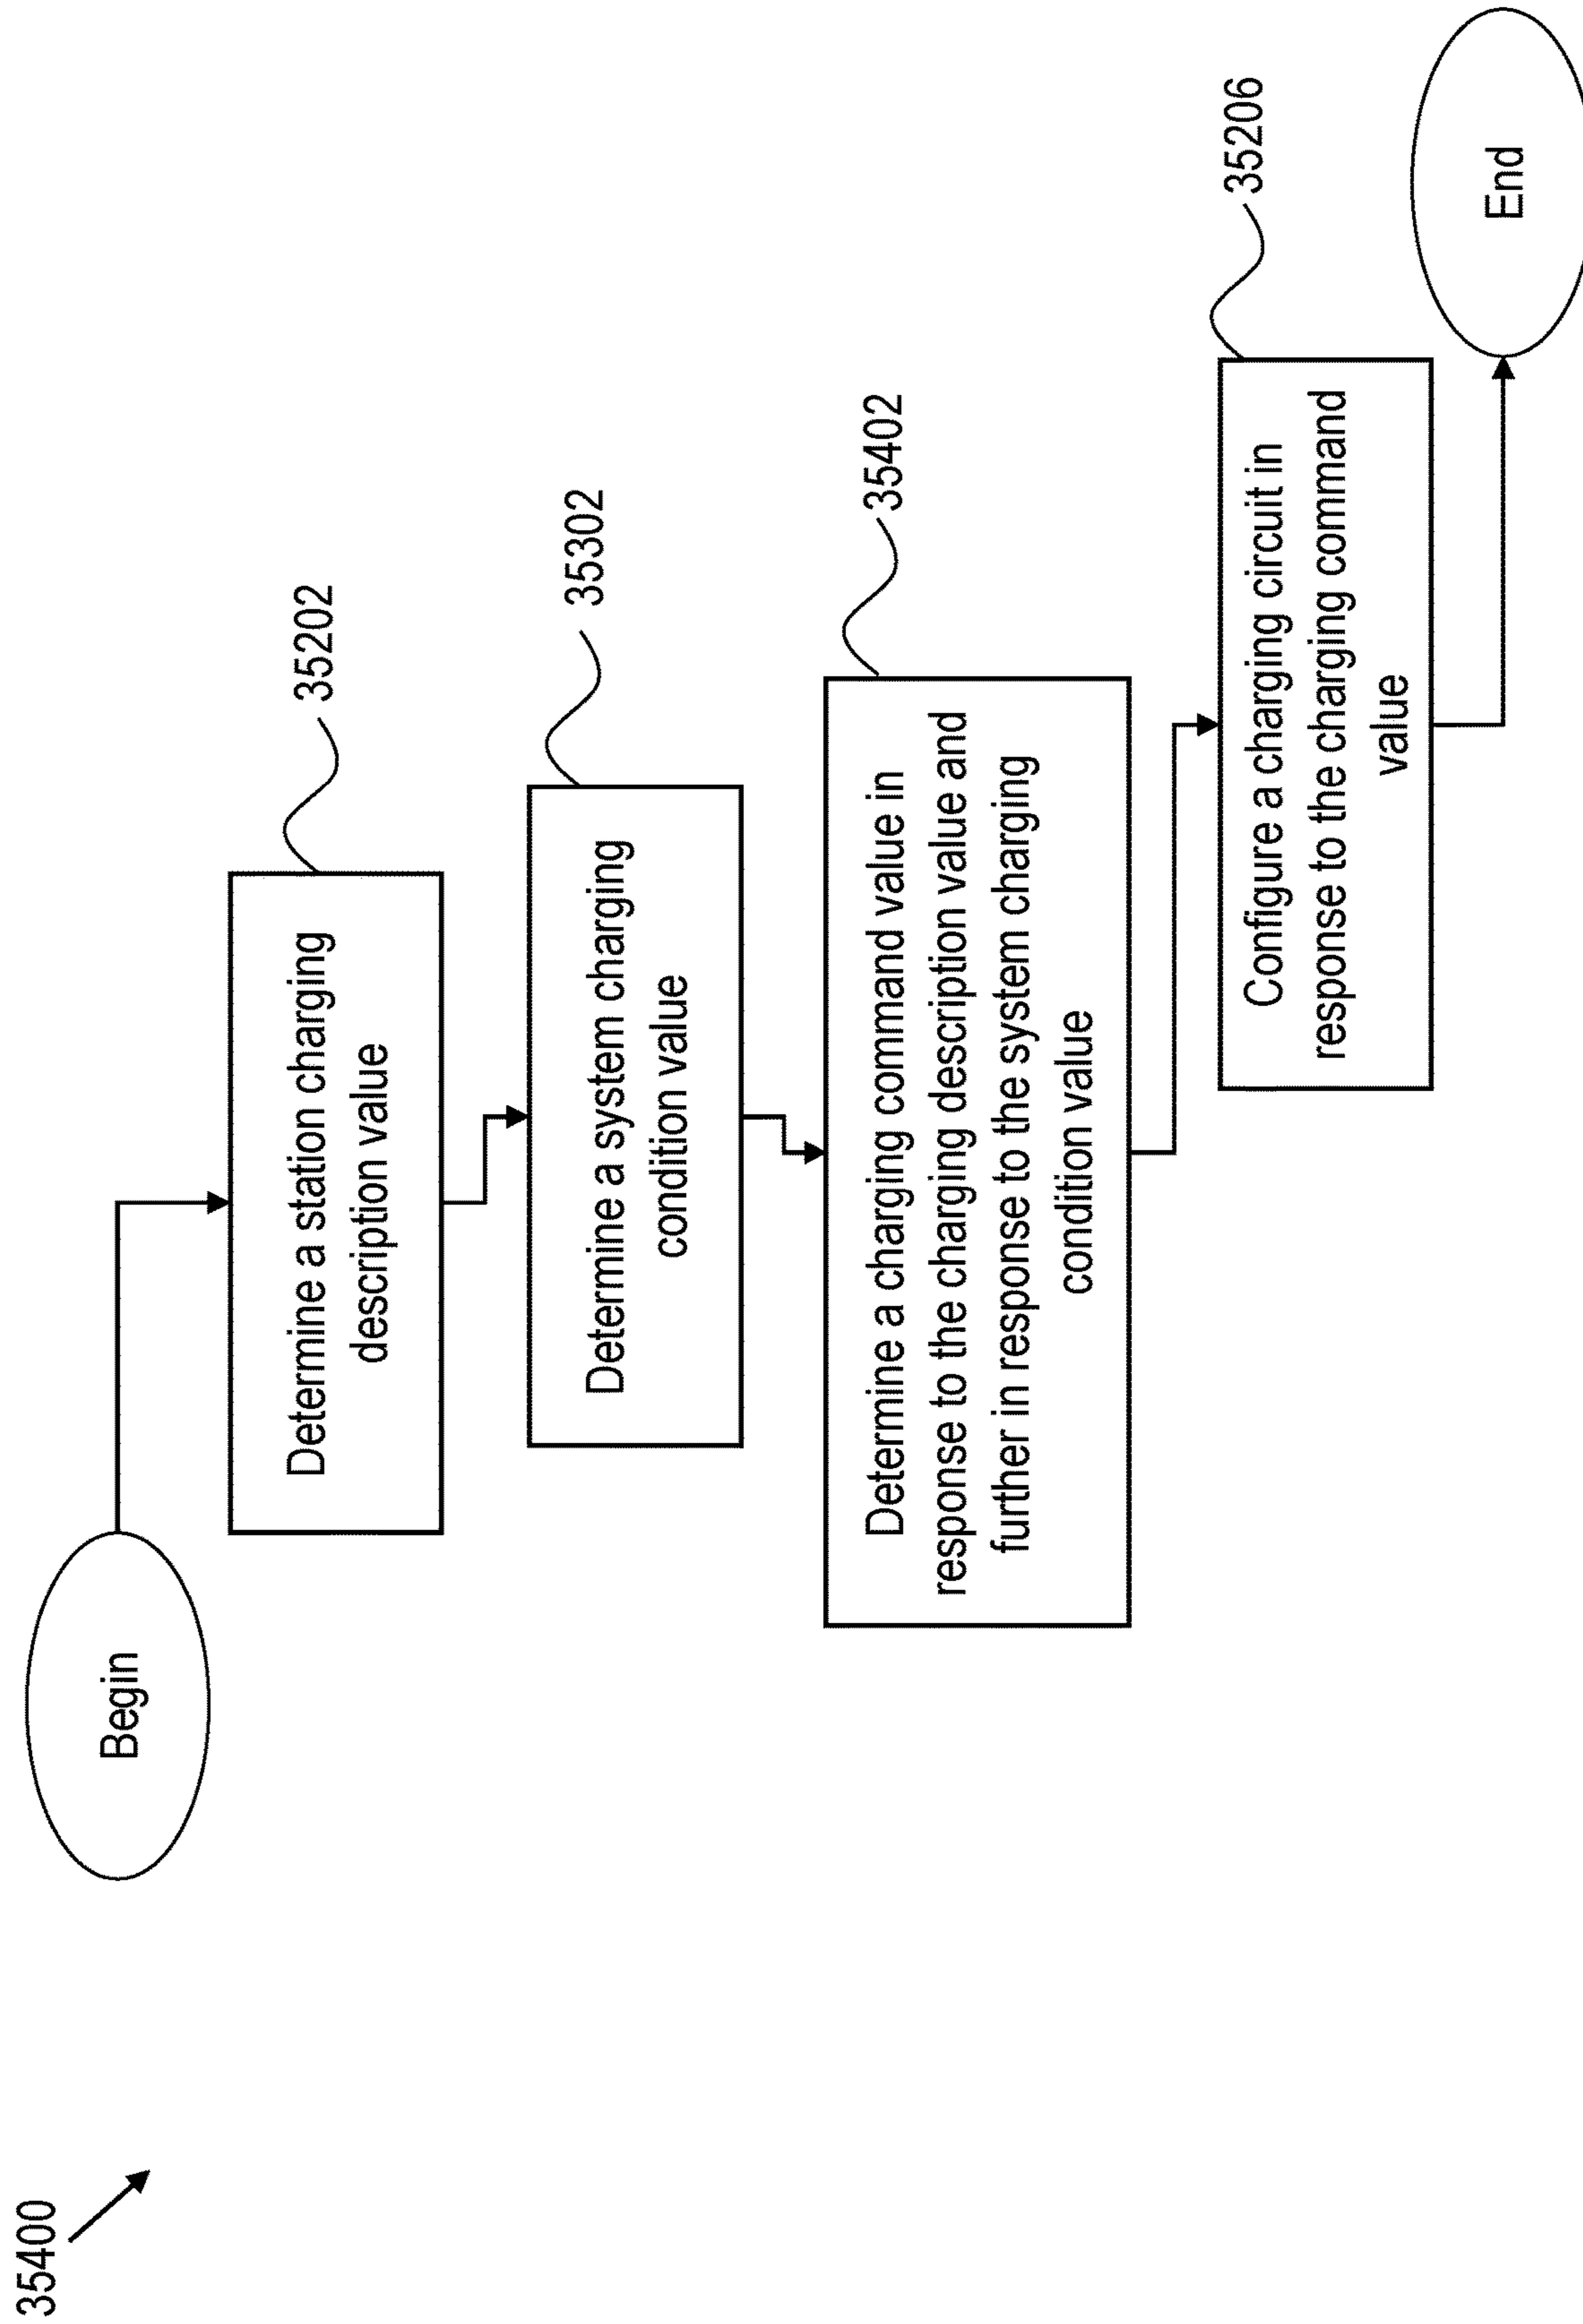 35400
Begin
Determine a station charging
description value
35202
Determine a system charging
condition value
35302
Determine a charging command value in
response to the charging description value and
further in response to the system charging
condition value
35402
Configure a charging circuit in
response to the charging command
value
35206
End